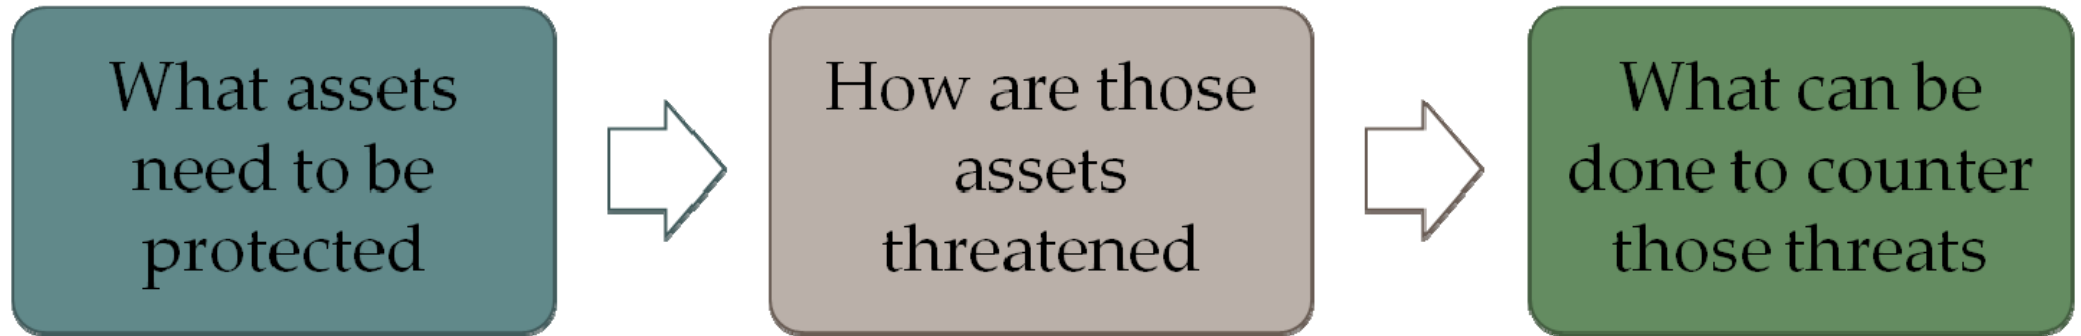 What assets
need to be
protected
How are those
assets
threatened
What can be
done to counter
those threats